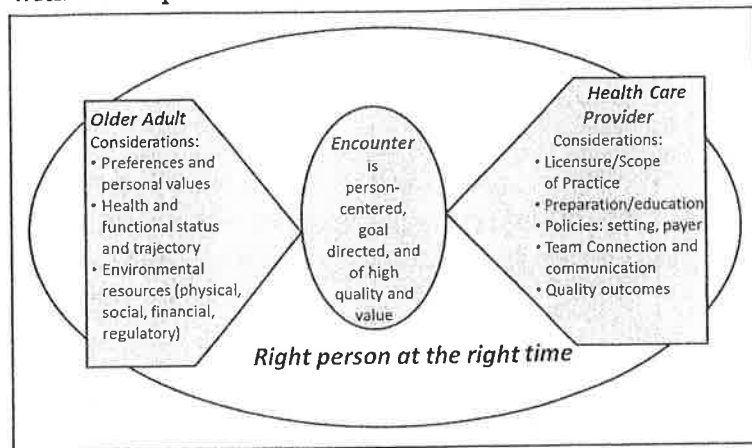 Older Adult
Considerations:
• Preferences and
personal values
• Health and
functional status
and trajectory
• Environmental
resources (physical,
social, financial,
regulatory)
Encounter
is
person-
centered,
goal
directed, and
of high
quality and
value
Health Care
Provider
Considerations:
• Licensure/Scope
of Practice
• Preparation/education
• Policies: setting, payer
• Team Connection and
communication
• Quality outcomes
Right person at the right time